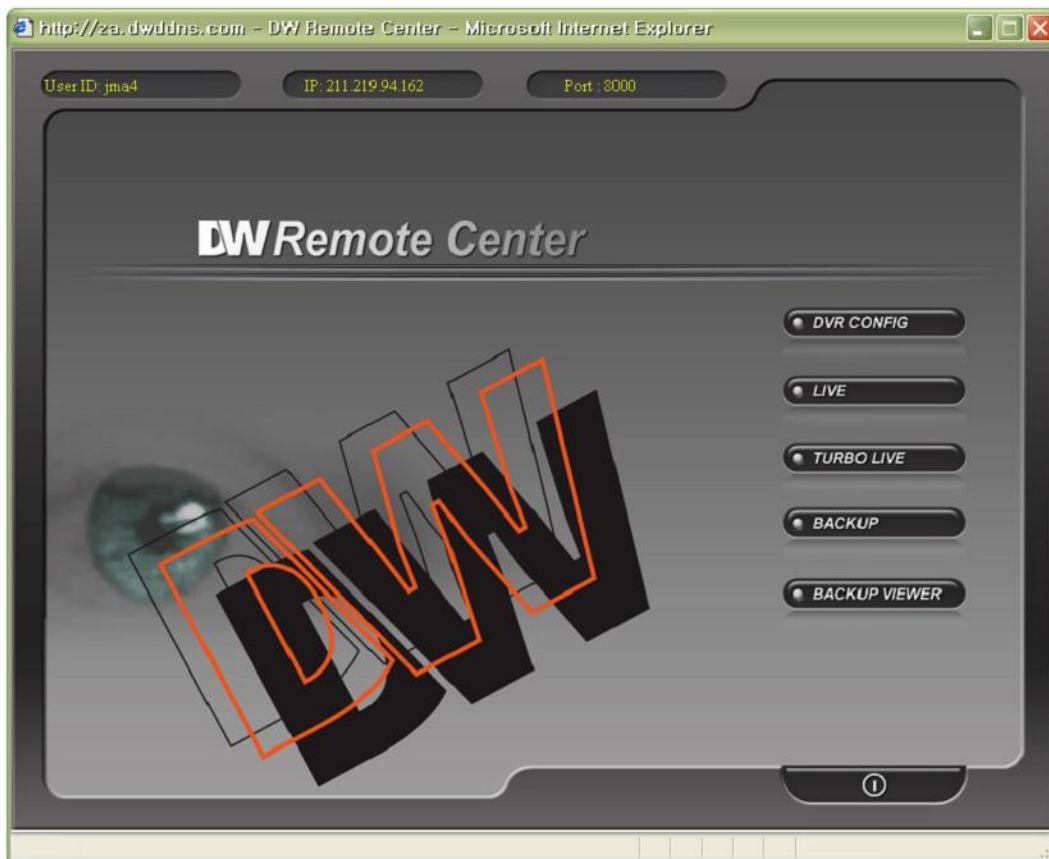 http://za.dwddns.com - DW Remote Center - Microsoft Internet Explorer
User ID: jma4 IP: 211.219.94.162 Port : 8000
DW Remote Center
DVR CONFIG
LIVE
TURBO LIVE
BACKUP
BACKUP VIEWER
DW